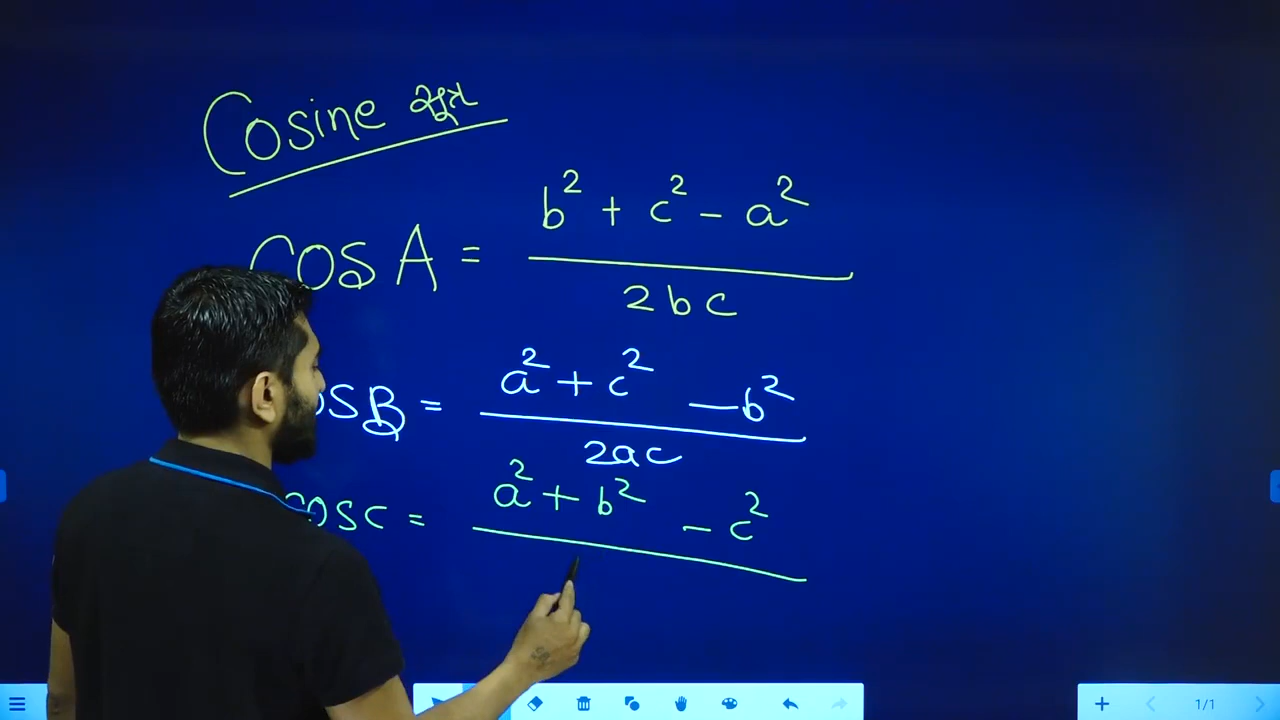 Cosine સૂત્ર
cos A = b² + c² - a² / 2bc
cosB = a² + c² - b² / 2ac
cosc = a² + b² - c²
1/1